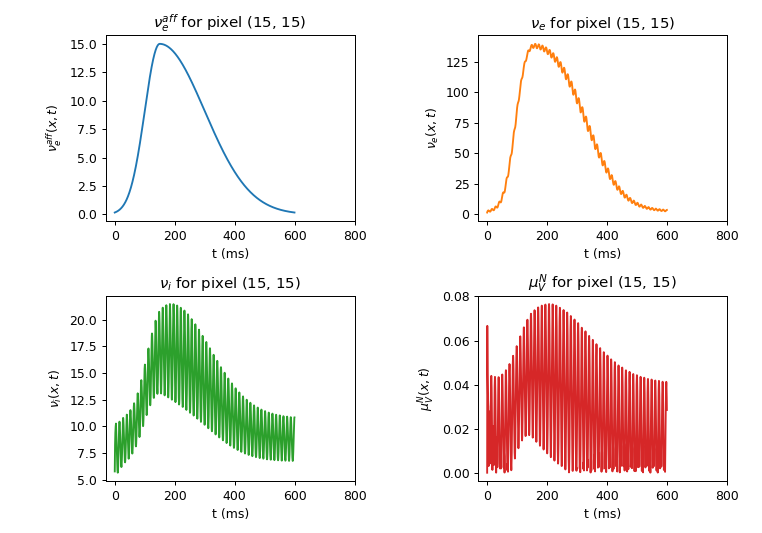 ν_e^{aff} for pixel (15, 15)
ν_e^{aff}(x, t)
15.0
12.5
10.0
7.5
5.0
2.5
0.0
0 200 400 600 800
t (ms)
ν_e for pixel (15, 15)
ν_e(x, t)
125
100
75
50
25
0
0 200 400 600 800
t (ms)
ν_i for pixel (15, 15)
ν_i(x, t)
20.0
17.5
15.0
12.5
10.0
7.5
5.0
0 200 400 600 800
t (ms)
μ_V^N for pixel (15, 15)
μ_V^N(x, t)
0.08
0.06
0.04
0.02
0.00
0 200 400 600 800
t (ms)